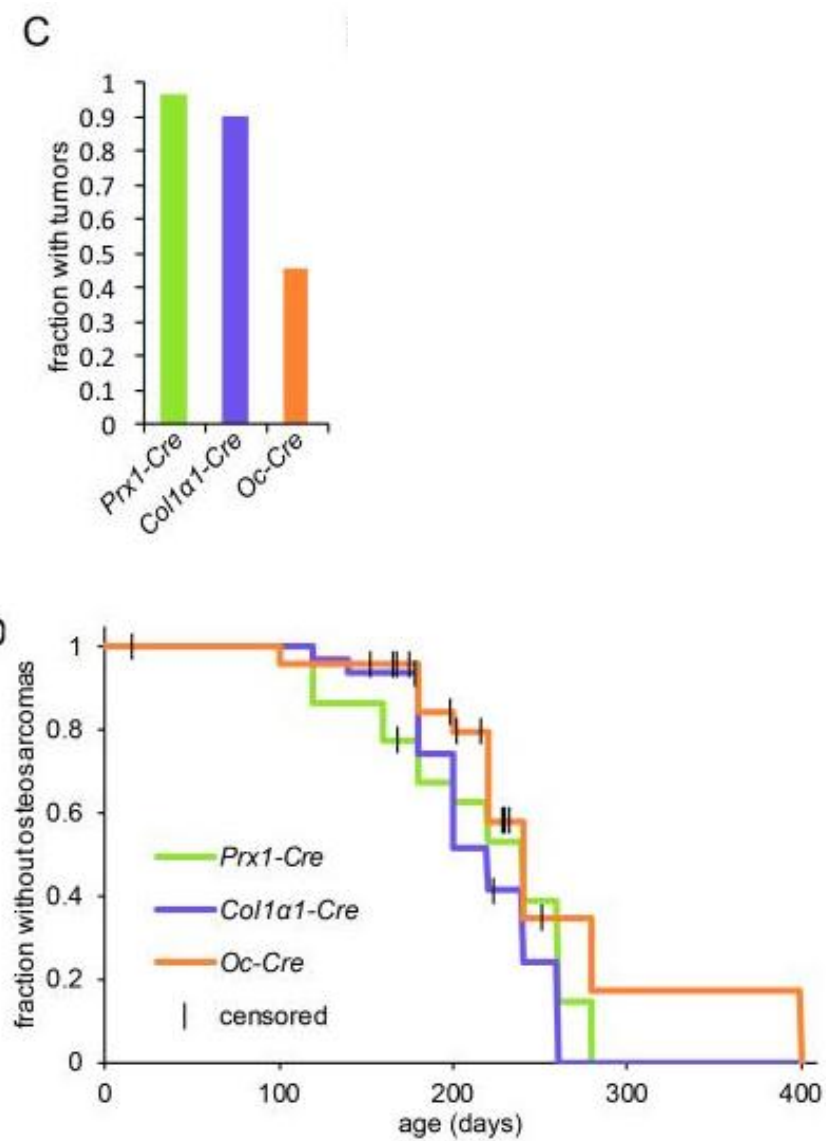 C
fraction with tumors
1
0.9
0.8
0.7
0.6
0.5
0.4
0.3
0.2
0.1
0
Prx1-Cre
Col1α1-Cre
Oc-Cre
fraction without osteosarcomas
1
0.8
0.6
0.4
0.2
0
Prx1-Cre
Col1α1-Cre
Oc-Cre
| censored
0 100 200 300 400
age (days)